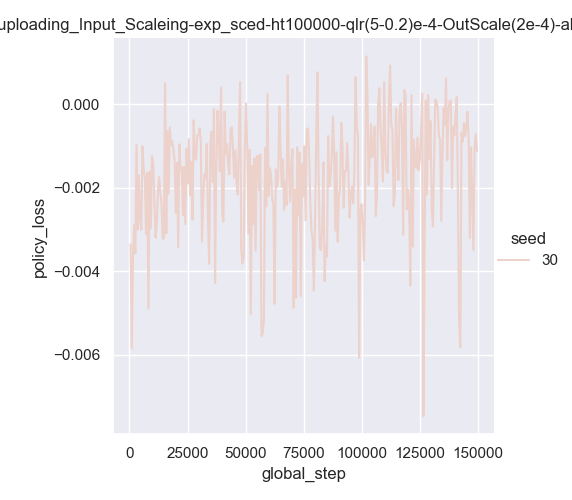 uploading_Input_Scaleing-exp_sced-ht100000-qlr(5-0.2)e-4-OutScale(2e-4)-al
0.000
−0.002
−0.004
−0.006
policy_loss
0 25000 50000 75000 100000 125000 150000
global_step
seed
30